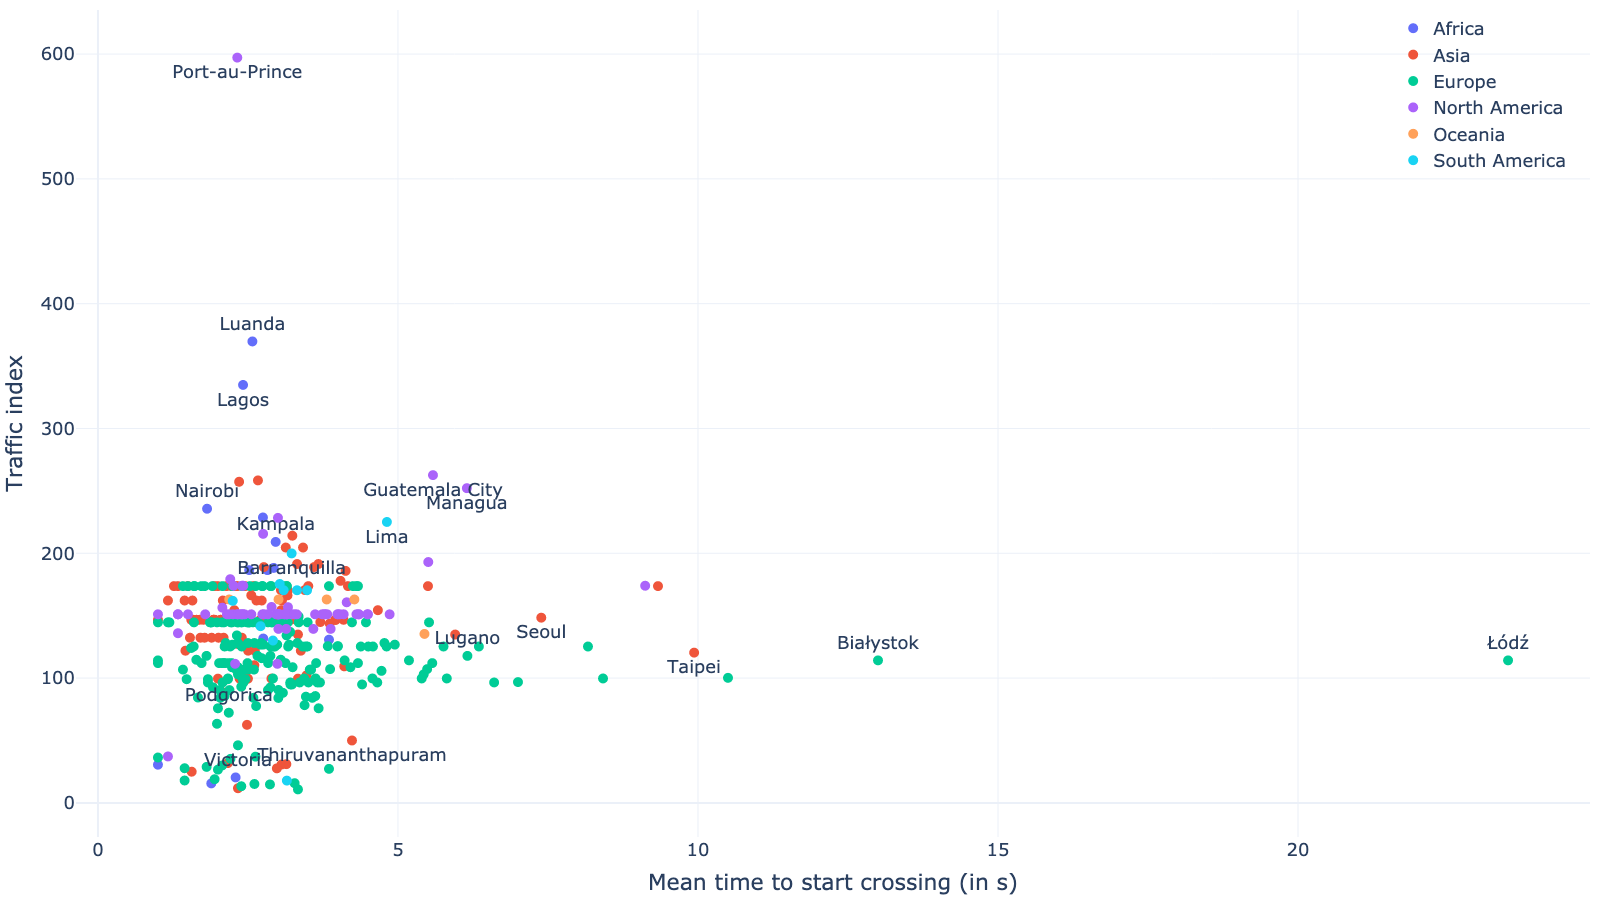 Africa
Asia
Europe
North America
Oceania
South America
600
Port-au-Prince
500
400
Luanda
Lagos
300
Nairobi
Guatemala City
Managua
Kampala
Lima
200
Barranquilla
Lugano
Seoul
Białystok
Łódź
Taipei
100
Podgorica
Victoria
Thiruvananthapuram
0
0
5
10
15
20
Mean time to start crossing (in s)
Traffic index